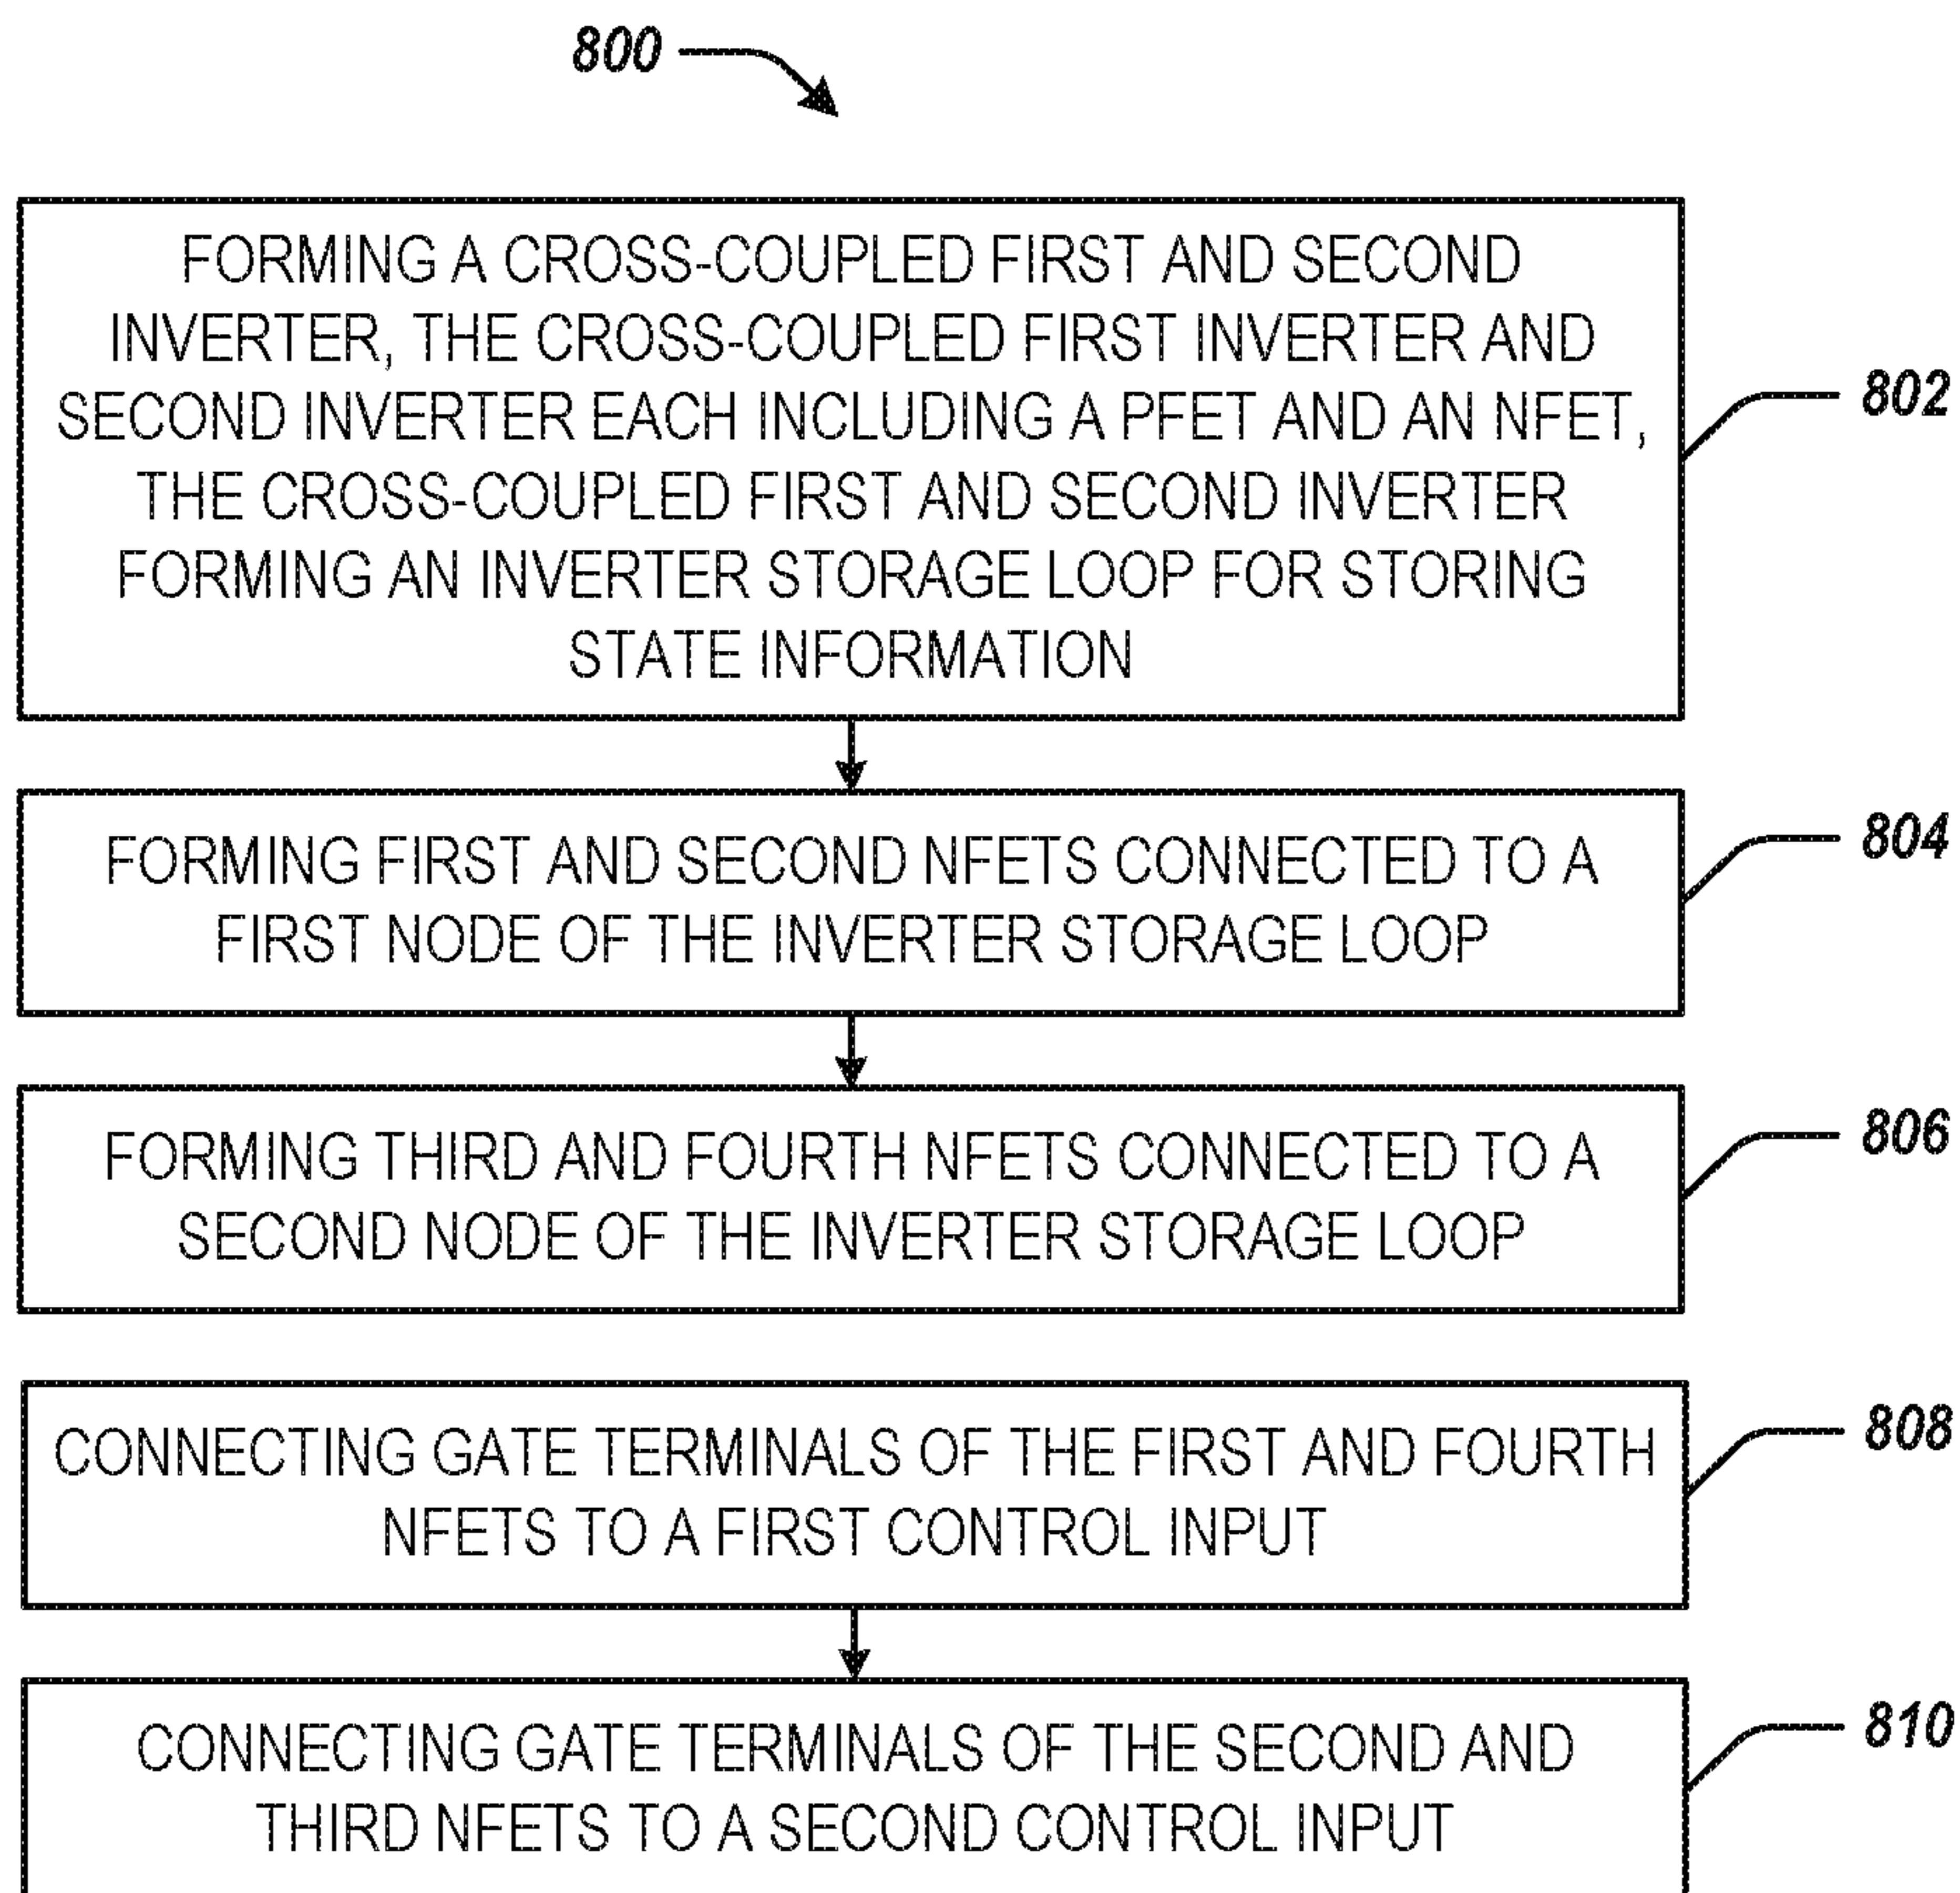 800
FORMING A CROSS-COUPLED FIRST AND SECOND
INVERTER, THE CROSS-COUPLED FIRST INVERTER AND
SECOND INVERTER EACH INCLUDING A PFET AND AN NFET,
THE CROSS-COUPLED FIRST AND SECOND INVERTER
FORMING AN INVERTER STORAGE LOOP FOR STORING
STATE INFORMATION
802
FORMING FIRST AND SECOND NFETS CONNECTED TO A
FIRST NODE OF THE INVERTER STORAGE LOOP
804
FORMING THIRD AND FOURTH NFETS CONNECTED TO A
SECOND NODE OF THE INVERTER STORAGE LOOP
806
CONNECTING GATE TERMINALS OF THE FIRST AND FOURTH
NFETS TO A FIRST CONTROL INPUT
808
CONNECTING GATE TERMINALS OF THE SECOND AND
THIRD NFETS TO A SECOND CONTROL INPUT
810